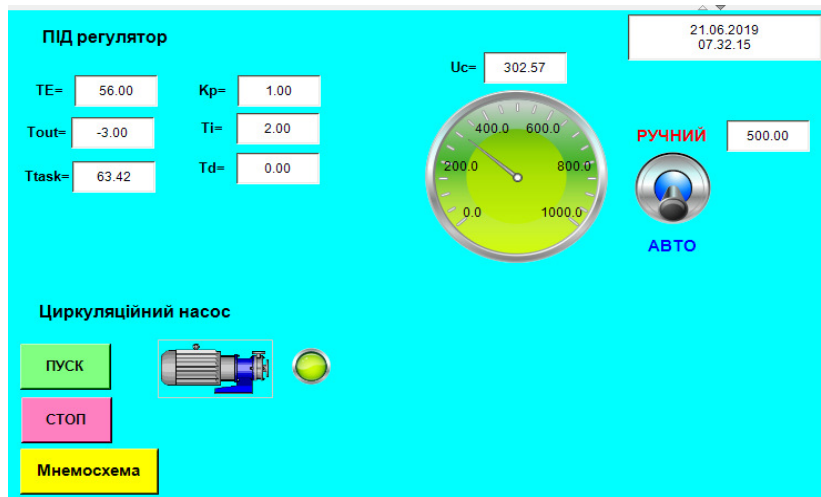 ПІД регулятор
21.06.2019
07.32.15
Uc= 302.57
TE= 56.00 Kp= 1.00
Tout= -3.00 Ti= 2.00
Ttask= 63.42 Td= 0.00
400.0 600.0
200.0 800.0
0.0 1000.0
РУЧНИЙ 500.00
АВТО
Циркуляційний насос
ПУСК
СТОП
Мнемосхема